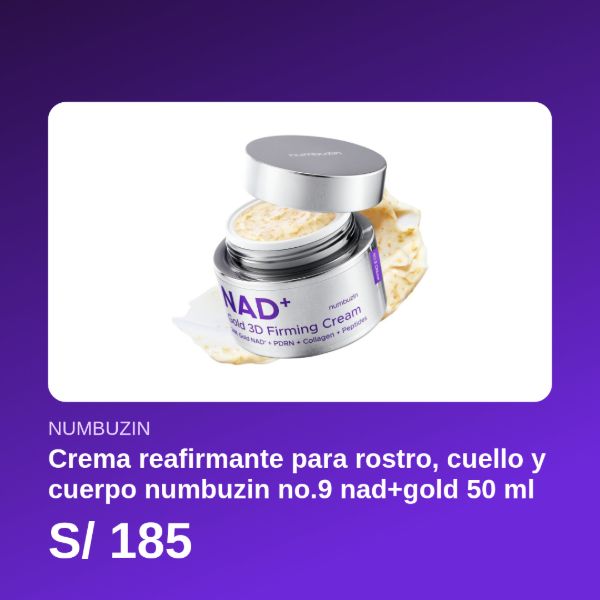 numbuzin
NAD+
numbuzin
Gold 3D Firming Cream
Gold NAD+ + PDRN + Collagen + Peptides
NUMBUZIN
Crema reafirmante para rostro, cuello y
cuerpo numbuzin no.9 nad+gold 50 ml
S/ 185